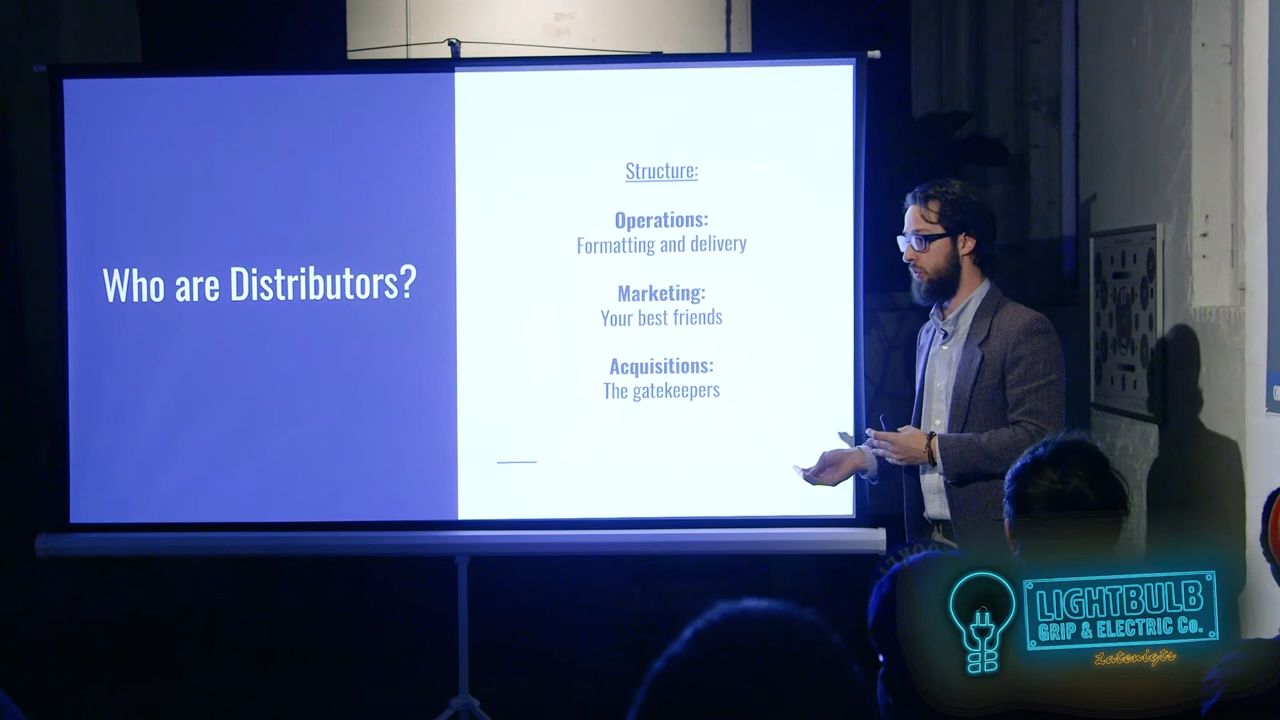 Who are Distributors?
Structure:
Operations:
Formatting and delivery
Marketing:
Your best friends
Acquisitions:
The gatekeepers
LIGHTBULB
GRIP & ELECTRIC Co.
Latenigts